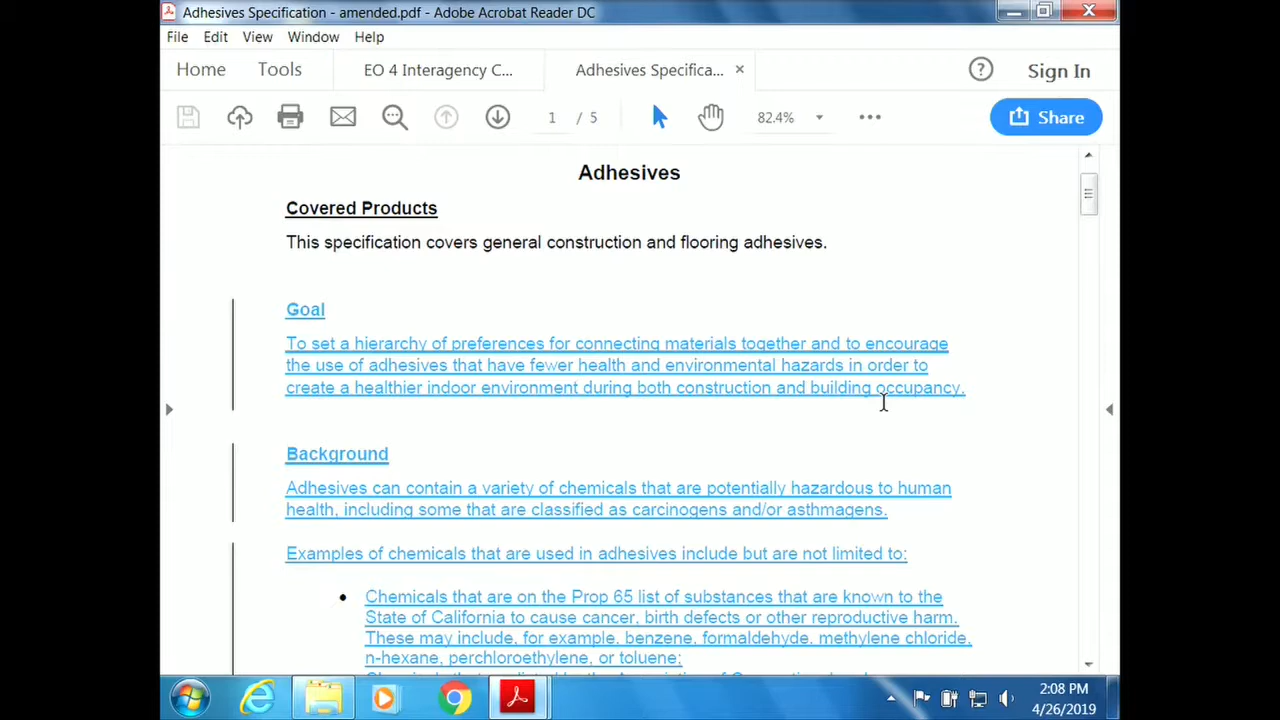 Adhesives Specification - amended.pdf - Adobe Acrobat Reader DC
File Edit View Window Help
Home Tools EO 4 Interagency C... Adhesives Specifica... × ? Sign In
1 / 5 82.4% Share
Adhesives
Covered Products
This specification covers general construction and flooring adhesives.
Goal
To set a hierarchy of preferences for connecting materials together and to encourage
the use of adhesives that have fewer health and environmental hazards in order to
create a healthier indoor environment during both construction and building occupancy.
Background
Adhesives can contain a variety of chemicals that are potentially hazardous to human
health, including some that are classified as carcinogens and/or asthmagens.
Examples of chemicals that are used in adhesives include but are not limited to:
• Chemicals that are on the Prop 65 list of substances that are known to the
State of California to cause cancer, birth defects or other reproductive harm.
These may include, for example, benzene, formaldehyde, methylene chloride,
n-hexane, perchloroethylene, or toluene;
2:08 PM
4/26/2019